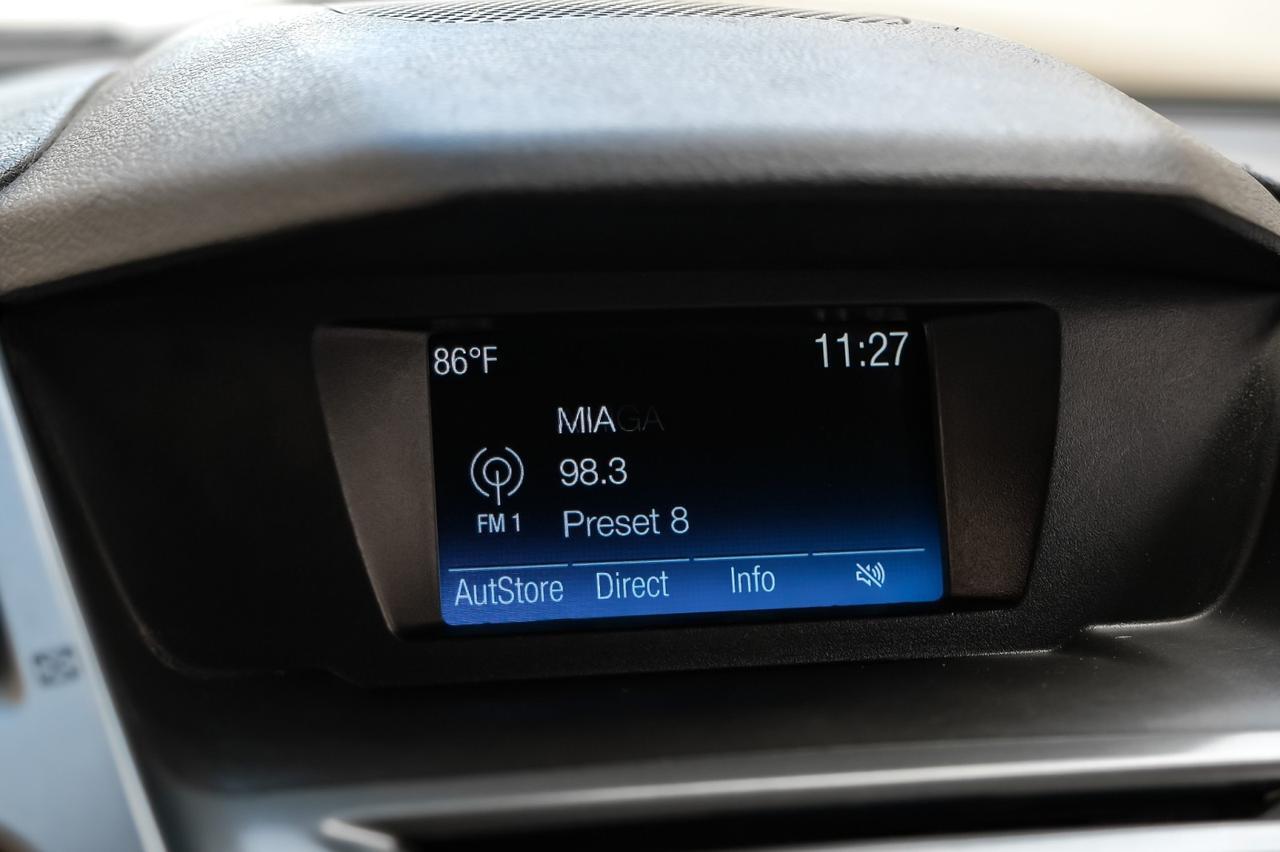 86°F 11:27
MIAGA
98.3
FM 1 Preset 8
AutStore Direct Info